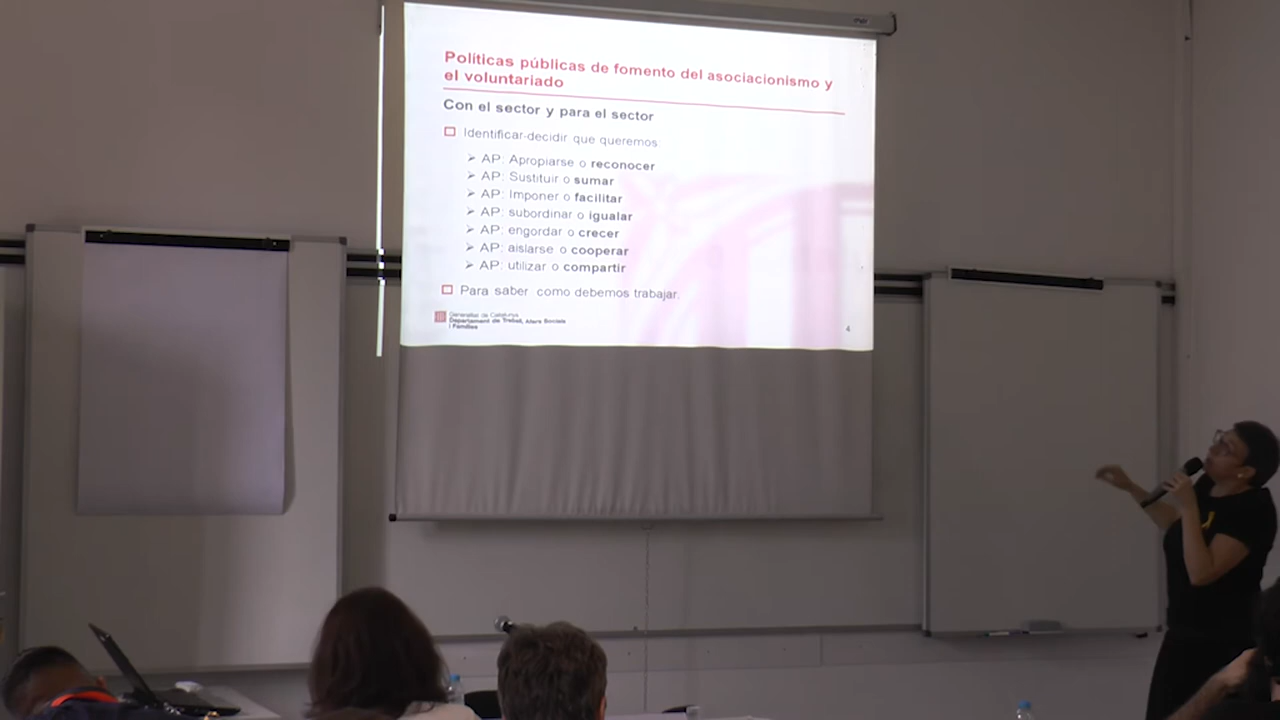 Políticas públicas de fomento del asociacionismo y
el voluntariado
Con el sector y para el sector
Identificar-decidir que queremos
AP: Apropiarse o reconocer
AP: Sustituir o sumar
AP: Imponer o facilitar
AP: subordinar o igualar
AP: engordar o crecer
AP: aislarse o cooperar
AP: utilizar o compartir
Para saber como debemos trabajar.
Generalitat de Catalunya
Departament de Treball, Afers Socials
i Famílies
4